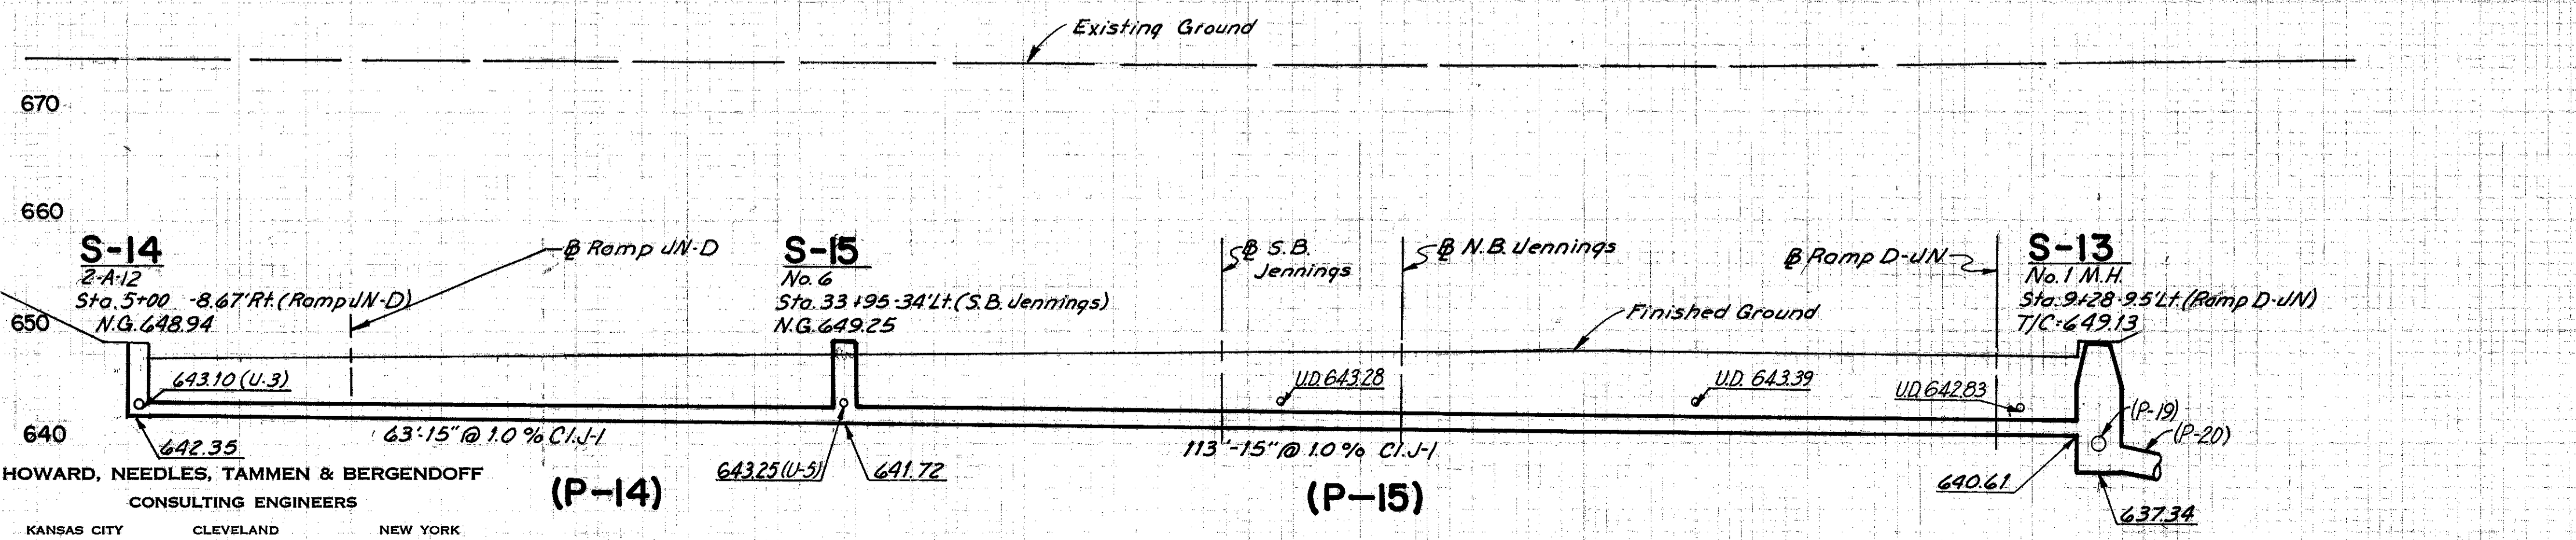 Existing Ground
670
660
650
640
S-14
2-A-12
Sta. 5+00 -8.67' Rt. (Ramp JN-D)
N.G. 648.94
℄ Ramp JN-D
S-15
No. 6
Sta. 33+95-34' Lt. (S.B. Jennings)
N.G. 649.25
℄ S.B.
Jennings
℄ N.B. Jennings
℄ Ramp D-JN
S-13
No. 1 M.H.
Sta. 9+28-9.5' Lt. (Ramp D-JN)
T/C=649.13
Finished Ground
643.10 (U-3)
U.D. 643.28
U.D. 643.39
U.D. 642.83
(P-19)
(P-20)
642.35
63'-15" @ 1.0 % Cl. J-1
643.25 (U-5)
641.72
113'-15" @ 1.0 % Cl. J-1
640.61
637.34
(P-14)
(P-15)
HOWARD, NEEDLES, TAMMEN & BERGENDOFF
CONSULTING ENGINEERS
KANSAS CITY CLEVELAND NEW YORK